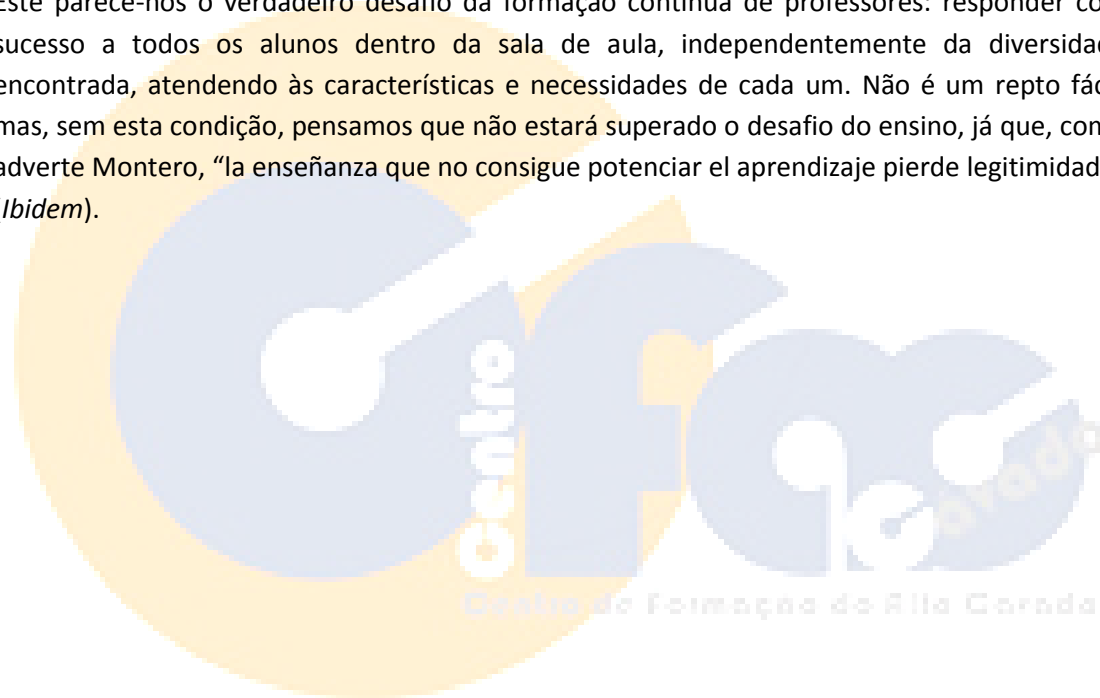 Este parece-nos o verdadeiro desafio da formação contínua de professores: responder co
sucesso a todos os alunos dentro da sala de aula, independentemente da diversida
encontrada, atendendo às características e necessidades de cada um. Não é um repto fác
mas, sem esta condição, pensamos que não estará superado o desafio do ensino, já que, con
adverte Montero, “la enseñanza que no consigue potenciar el aprendizaje pierde legitimidad
(Ibidem).
Centro
Cfac
Centro de Formação do Alto Cávado